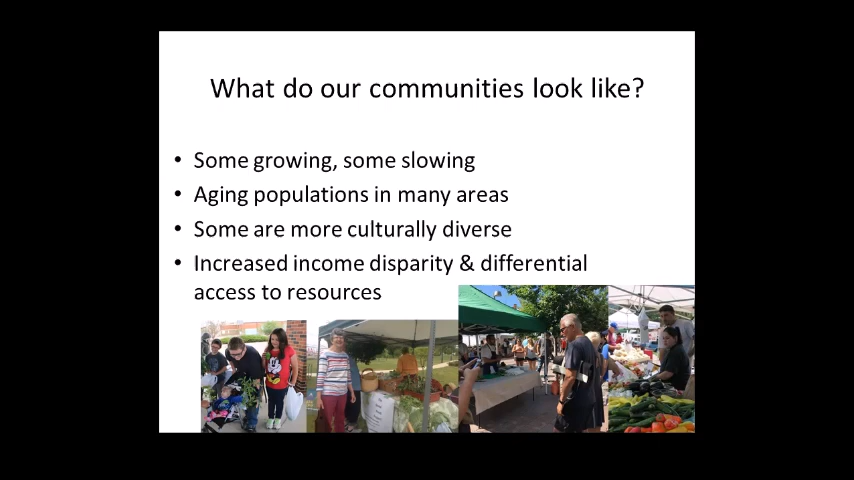 What do our communities look like?
• Some growing, some slowing
• Aging populations in many areas
• Some are more culturally diverse
• Increased income disparity & differential
access to resources